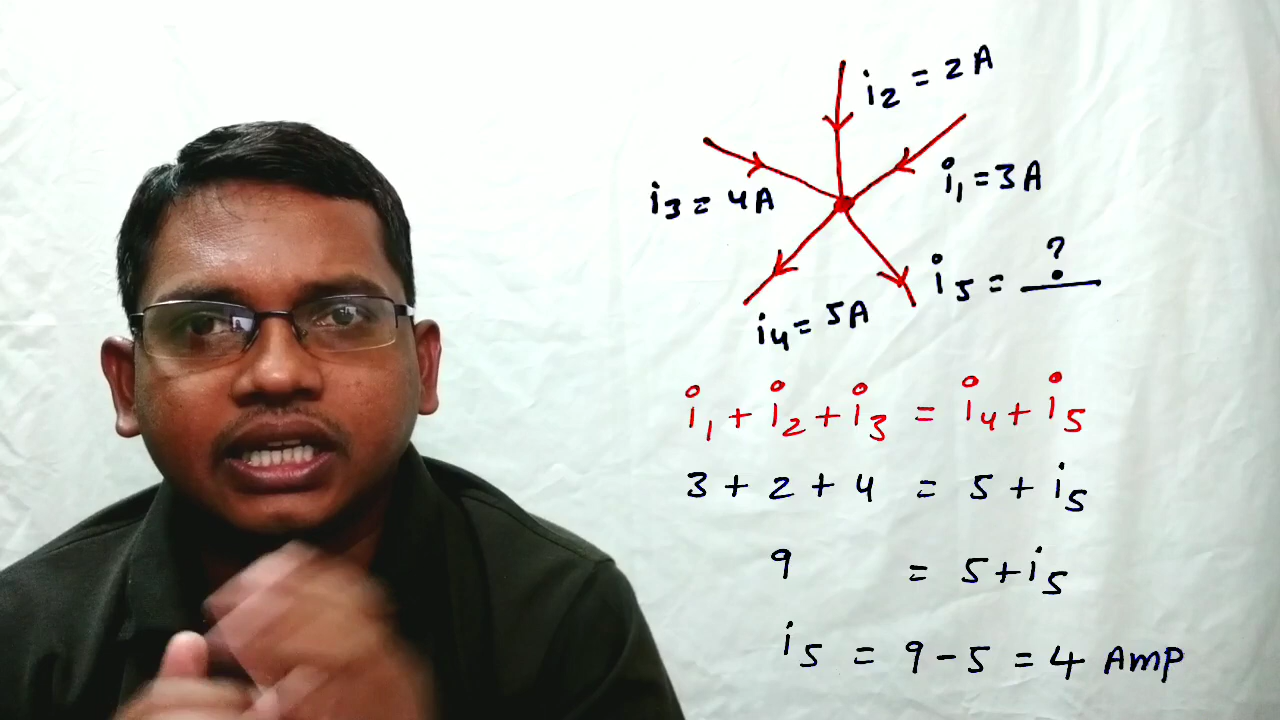 i2 = 2A
i1 = 3A
i3 = 4A
i5 = ?
i4 = 5A
i1 + i2 + i3 = i4 + i5
3 + 2 + 4 = 5 + i5
9 = 5 + i5
i5 = 9 - 5 = 4 Amp